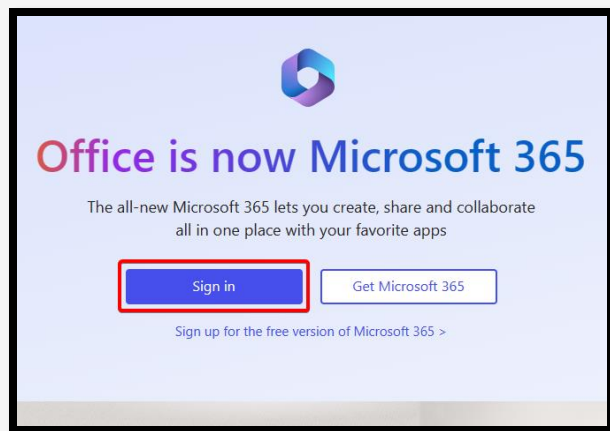 Office is now Microsoft 365
The all-new Microsoft 365 lets you create, share and collaborate
all in one place with your favorite apps
Sign in
Get Microsoft 365
Sign up for the free version of Microsoft 365 >